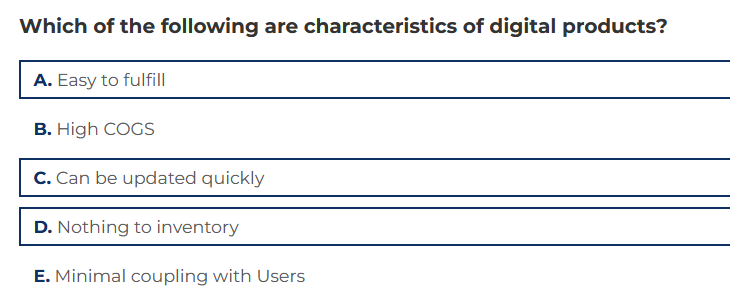 Which of the following are characteristics of digital products?
A. Easy to fulfill
B. High COGS
C. Can be updated quickly
D. Nothing to inventory
E. Minimal coupling with Users